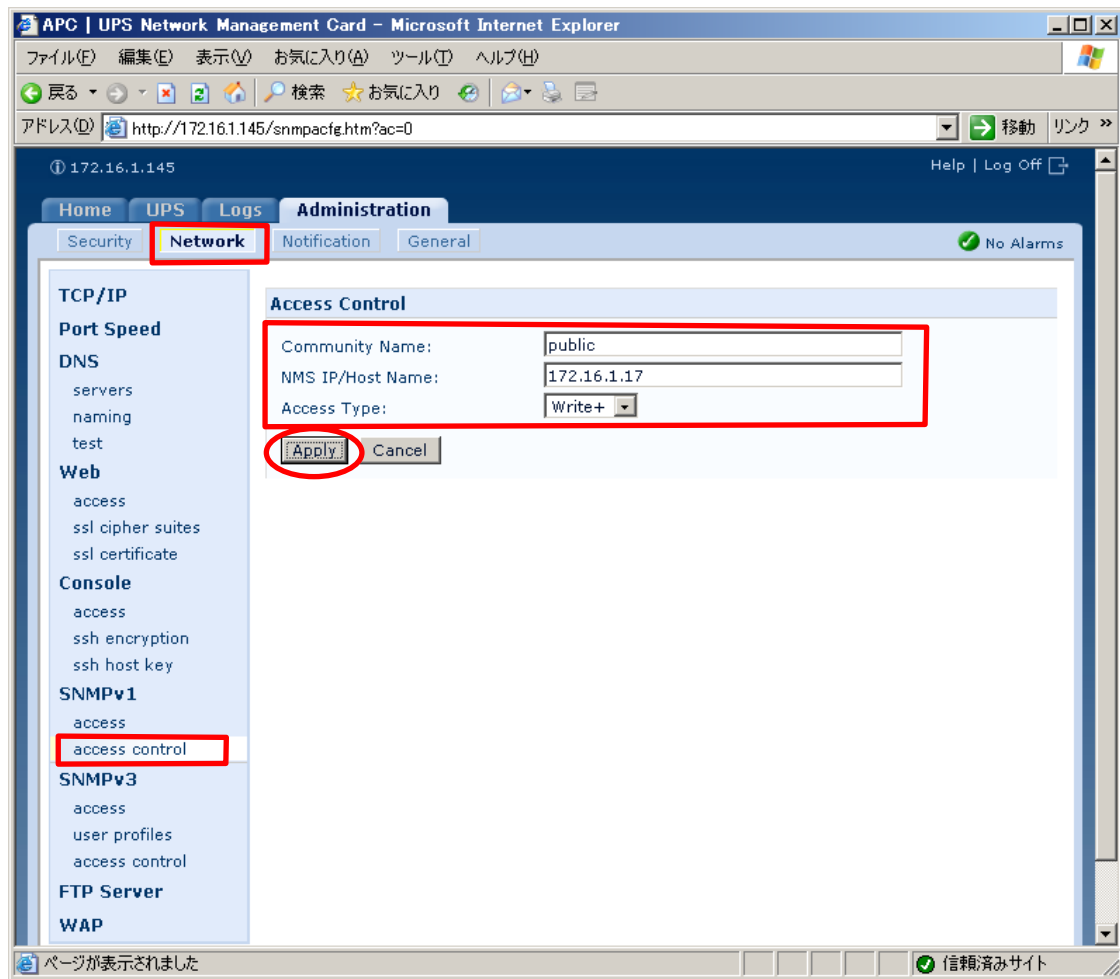 APC | UPS Network Management Card - Microsoft Internet Explorer
ファイル(F) 編集(E) 表示(V) お気に入り(A) ツール(T) ヘルプ(H)
戻る 検索 お気に入り
アドレス(D) http://172.16.1.145/snmpacfg.htm?ac=0 移動 リンク »
172.16.1.145 Help | Log Off
Home UPS Logs Administration
Security Network Notification General No Alarms
TCP/IP
Port Speed
DNS
servers
naming
test
Web
access
ssl cipher suites
ssl certificate
Console
access
ssh encryption
ssh host key
SNMPv1
access
access control
SNMPv3
access
user profiles
access control
FTP Server
WAP
Access Control
Community Name: public
NMS IP/Host Name: 172.16.1.17
Access Type: Write+
Apply Cancel
ページが表示されました 信頼済みサイト